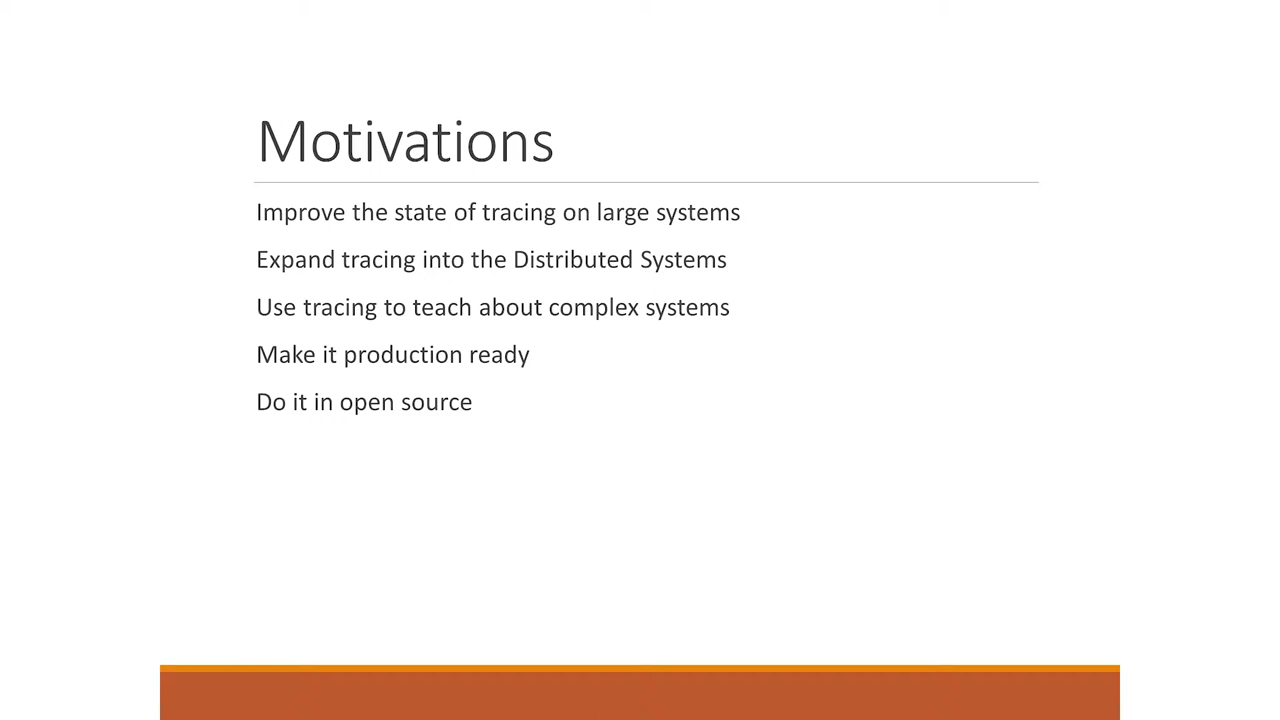 Motivations
Improve the state of tracing on large systems
Expand tracing into the Distributed Systems
Use tracing to teach about complex systems
Make it production ready
Do it in open source